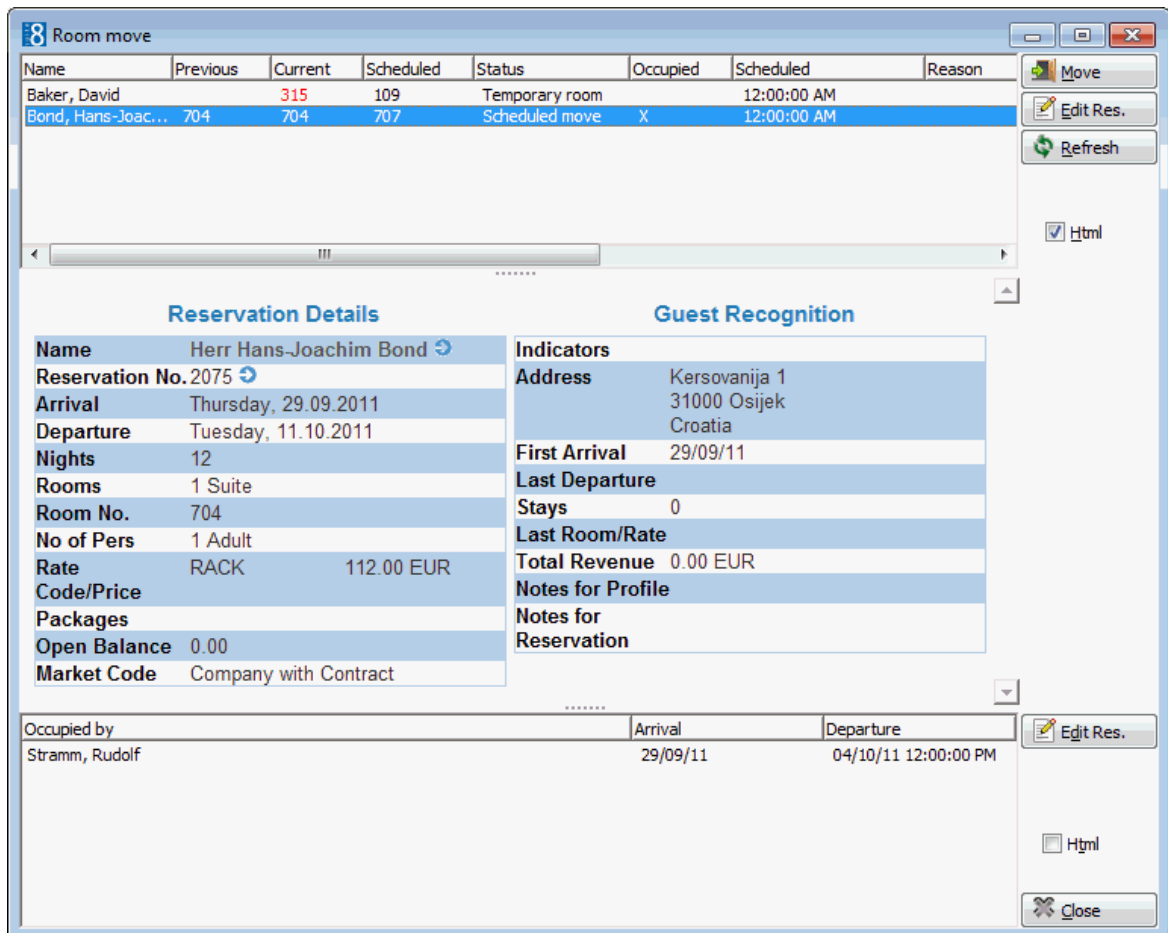 8 Room move
Name Previous Current Scheduled Status Occupied Scheduled Reason
Baker, David 315 109 Temporary room 12:00:00 AM
Bond, Hans-Joac... 704 704 707 Scheduled move X 12:00:00 AM
Move
Edit Res.
Refresh
Html
Reservation Details
Name Herr Hans-Joachim Bond
Reservation No. 2075
Arrival Thursday, 29.09.2011
Departure Tuesday, 11.10.2011
Nights 12
Rooms 1 Suite
Room No. 704
No of Pers 1 Adult
Rate RACK 112.00 EUR
Code/Price
Packages
Open Balance 0.00
Market Code Company with Contract
Guest Recognition
Indicators
Address Kersovanija 1
31000 Osijek
Croatia
First Arrival 29/09/11
Last Departure
Stays 0
Last Room/Rate
Total Revenue 0.00 EUR
Notes for Profile
Notes for
Reservation
Occupied by Arrival Departure
Stramm, Rudolf 29/09/11 04/10/11 12:00:00 PM
Edit Res.
Html
Close